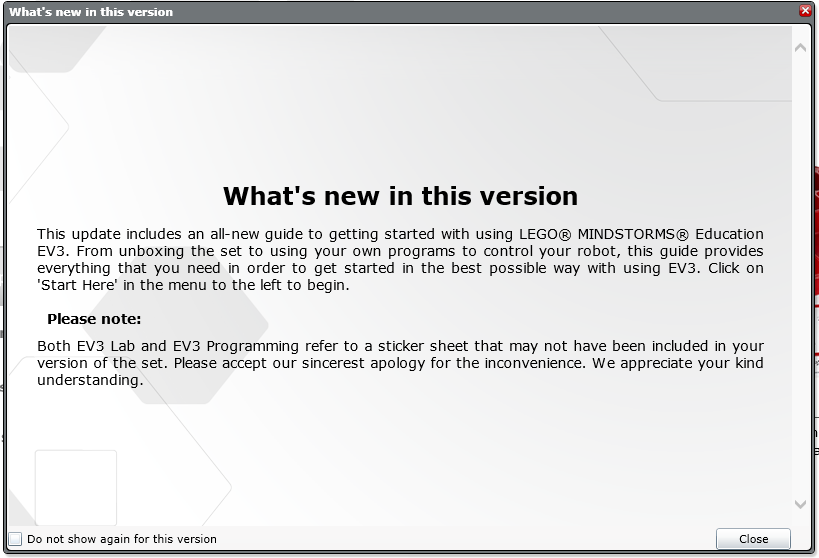 What's new in this version
What's new in this version
This update includes an all-new guide to getting started with using LEGO® MINDSTORMS® Education
EV3. From unboxing the set to using your own programs to control your robot, this guide provides
everything that you need in order to get started in the best possible way with using EV3. Click on
'Start Here' in the menu to the left to begin.
Please note:
Both EV3 Lab and EV3 Programming refer to a sticker sheet that may not have been included in your
version of the set. Please accept our sincerest apology for the inconvenience. We appreciate your kind
understanding.
Do not show again for this version
Close